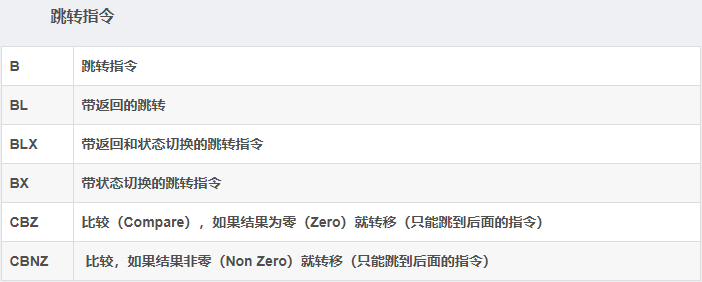 跳转指令
B 跳转指令
BL 带返回的跳转
BLX 带返回和状态切换的跳转指令
BX 带状态切换的跳转指令
CBZ 比较（Compare），如果结果为零（Zero）就转移（只能跳到后面的指令）
CBNZ 比较，如果结果非零（Non Zero）就转移（只能跳到后面的指令）